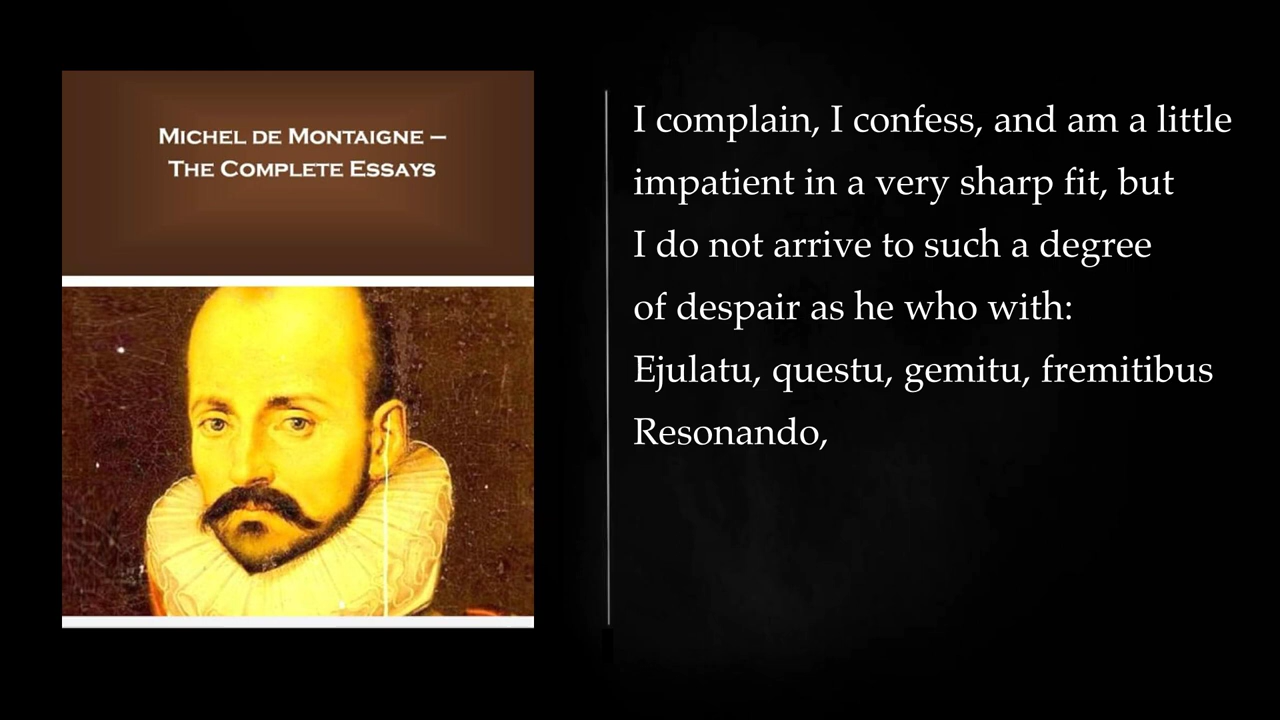 MICHEL DE MONTAIGNE –
THE COMPLETE ESSAYS
I complain, I confess, and am a little
impatient in a very sharp fit, but
I do not arrive to such a degree
of despair as he who with:
Ejulatu, questu, gemitu, fremitibus
Resonando,